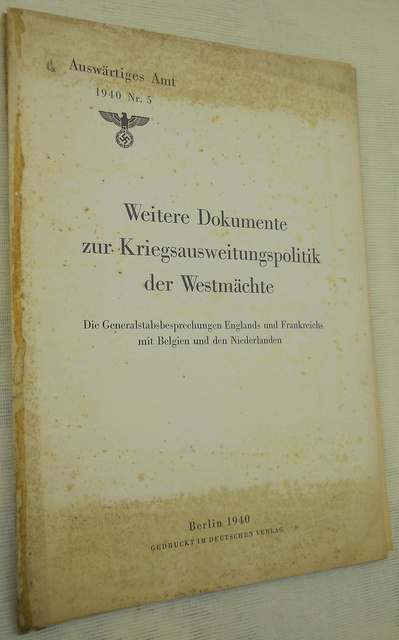 Auswärtiges Amt
1940 Nr. 5
Weitere Dokumente
zur Kriegsausweitungspolitik
der Westmächte
Die Generalstabsbesprechungen Englands und Frankreichs
mit Belgien und den Niederlanden
Berlin 1940
GEDRUCKT IM DEUTSCHEN VERLAG